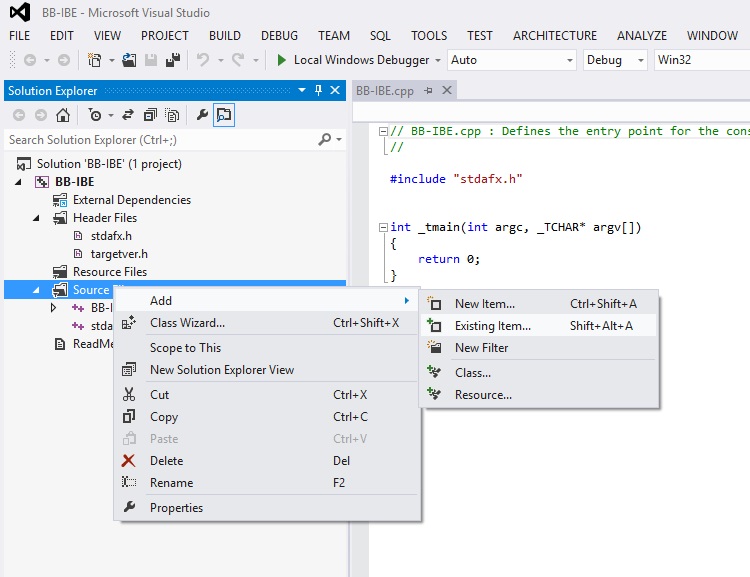 BB-IBE - Microsoft Visual Studio
FILE EDIT VIEW PROJECT BUILD DEBUG TEAM SQL TOOLS TEST ARCHITECTURE ANALYZE WINDOW
Local Windows Debugger Auto Debug Win32
Solution Explorer
BB-IBE.cpp
Search Solution Explorer (Ctrl+;)
Solution 'BB-IBE' (1 project)
BB-IBE
External Dependencies
Header Files
stdafx.h
targetver.h
Resource Files
Source
BB-I
stda
ReadMe
// BB-IBE.cpp : Defines the entry point for the cons
//
#include "stdafx.h"
int _tmain(int argc, _TCHAR* argv[])
{
return 0;
}
Add
Class Wizard... Ctrl+Shift+X
Scope to This
New Solution Explorer View
Cut Ctrl+X
Copy Ctrl+C
Paste Ctrl+V
Delete Del
Rename F2
Properties
New Item... Ctrl+Shift+A
Existing Item... Shift+Alt+A
New Filter
Class...
Resource...